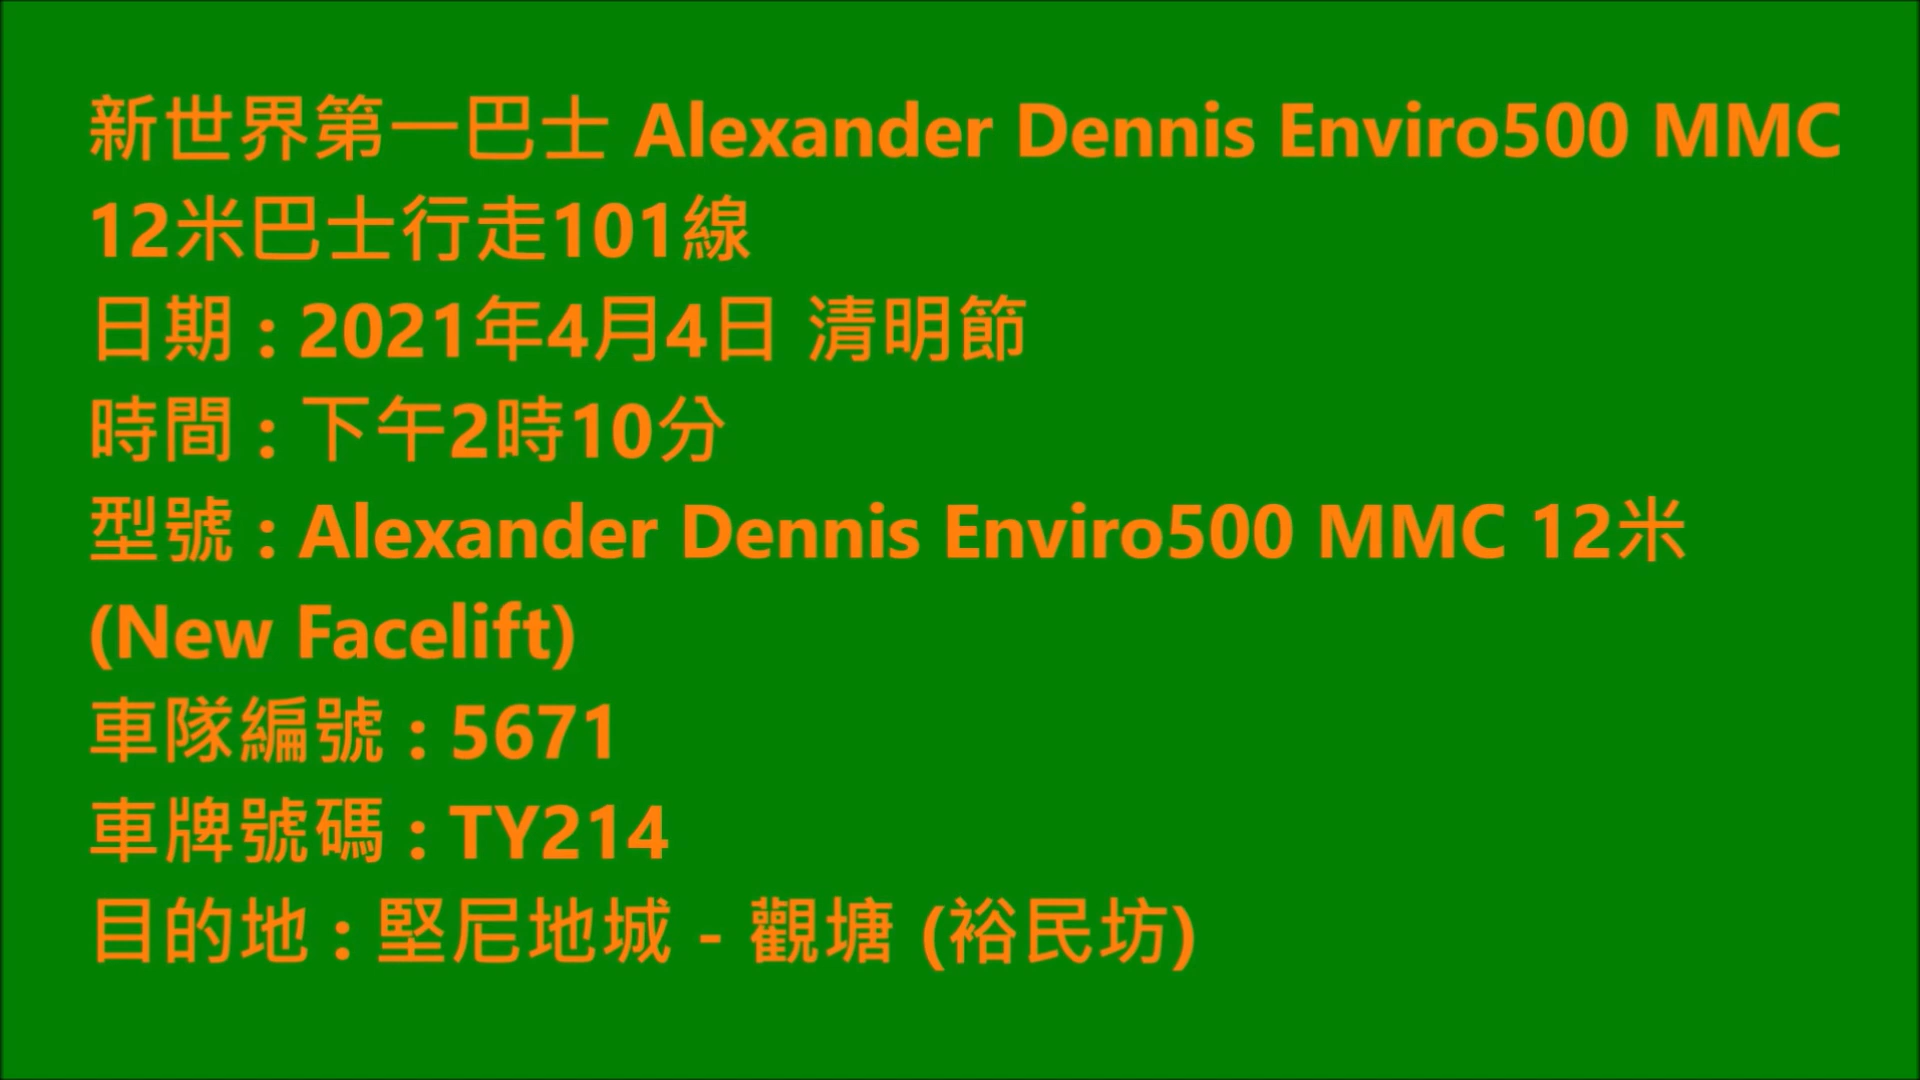 新世界第一巴士 Alexander Dennis Enviro500 MMC
12米巴士行走101線
日期 : 2021年4月4日 清明節
時間 : 下午2時10分
型號 : Alexander Dennis Enviro500 MMC 12米
(New Facelift)
車隊編號 : 5671
車牌號碼 : TY214
目的地 : 堅尼地城 - 觀塘 (裕民坊)